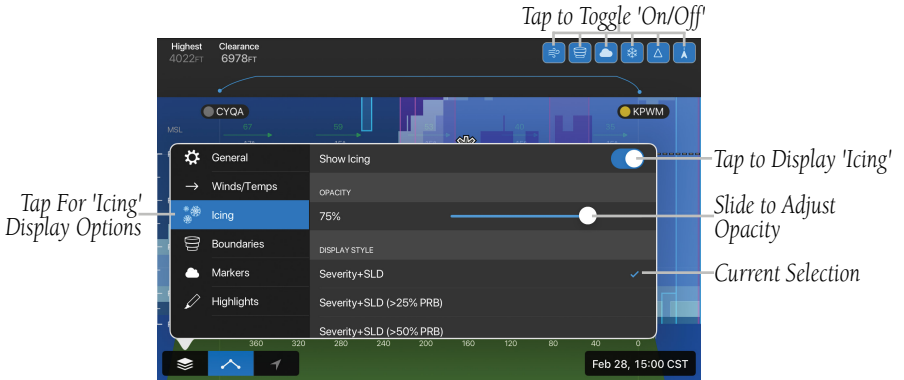 Tap to Toggle 'On/Off'
Highest Clearance
4022FT 6978FT
CYQA
KPWM
MSL
67
59
60
General
Winds/Temps
Icing
Boundaries
Markers
Highlights
Show Icing
OPACITY
75%
DISPLAY STYLE
Severity+SLD
Severity+SLD (>25% PRB)
Severity+SLD (>50% PRB)
Tap For 'Icing'
Display Options
Tap to Display 'Icing'
Slide to Adjust
Opacity
Current Selection
360 320 280 240 200 160 120 80 40 0
Feb 28, 15:00 CST